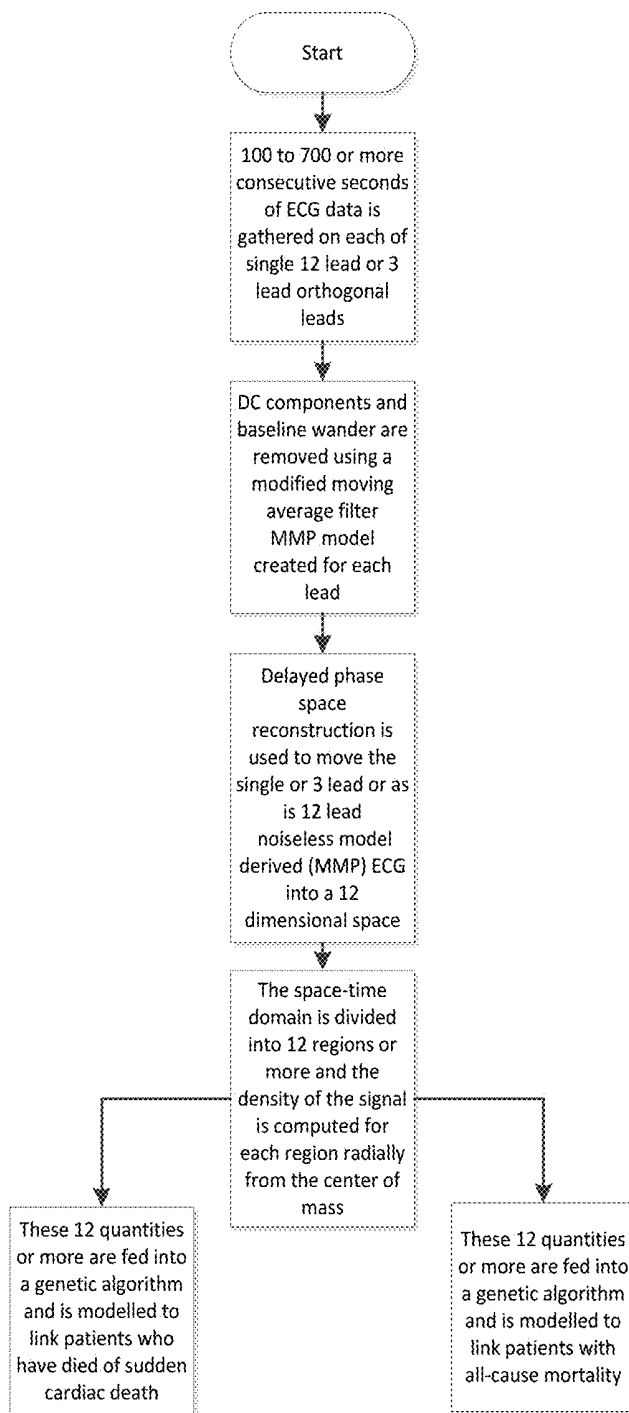 Start
100 to 700 or more
consecutive seconds
of ECG data is
gathered on each of
single 12 lead or 3
lead orthogonal
leads
DC components and
baseline wander are
removed using a
modified moving
average filter
MMP model
created for each
lead
Delayed phase
space
reconstruction is
used to move the
single or 3 lead or as
is 12 lead
noiseless model
derived (MMP) ECG
into a 12
dimensional space
The space-time
domain is divided
into 12 regions or
more and the
density of the signal
is computed for
each region radially
from the center of
mass
These 12 quantities
or more are fed into
a genetic algorithm
and is modelled to
link patients who
have died of sudden
cardiac death
These 12 quantities
or more are fed into
a genetic algorithm
and is modelled to
link patients with
all-cause mortality